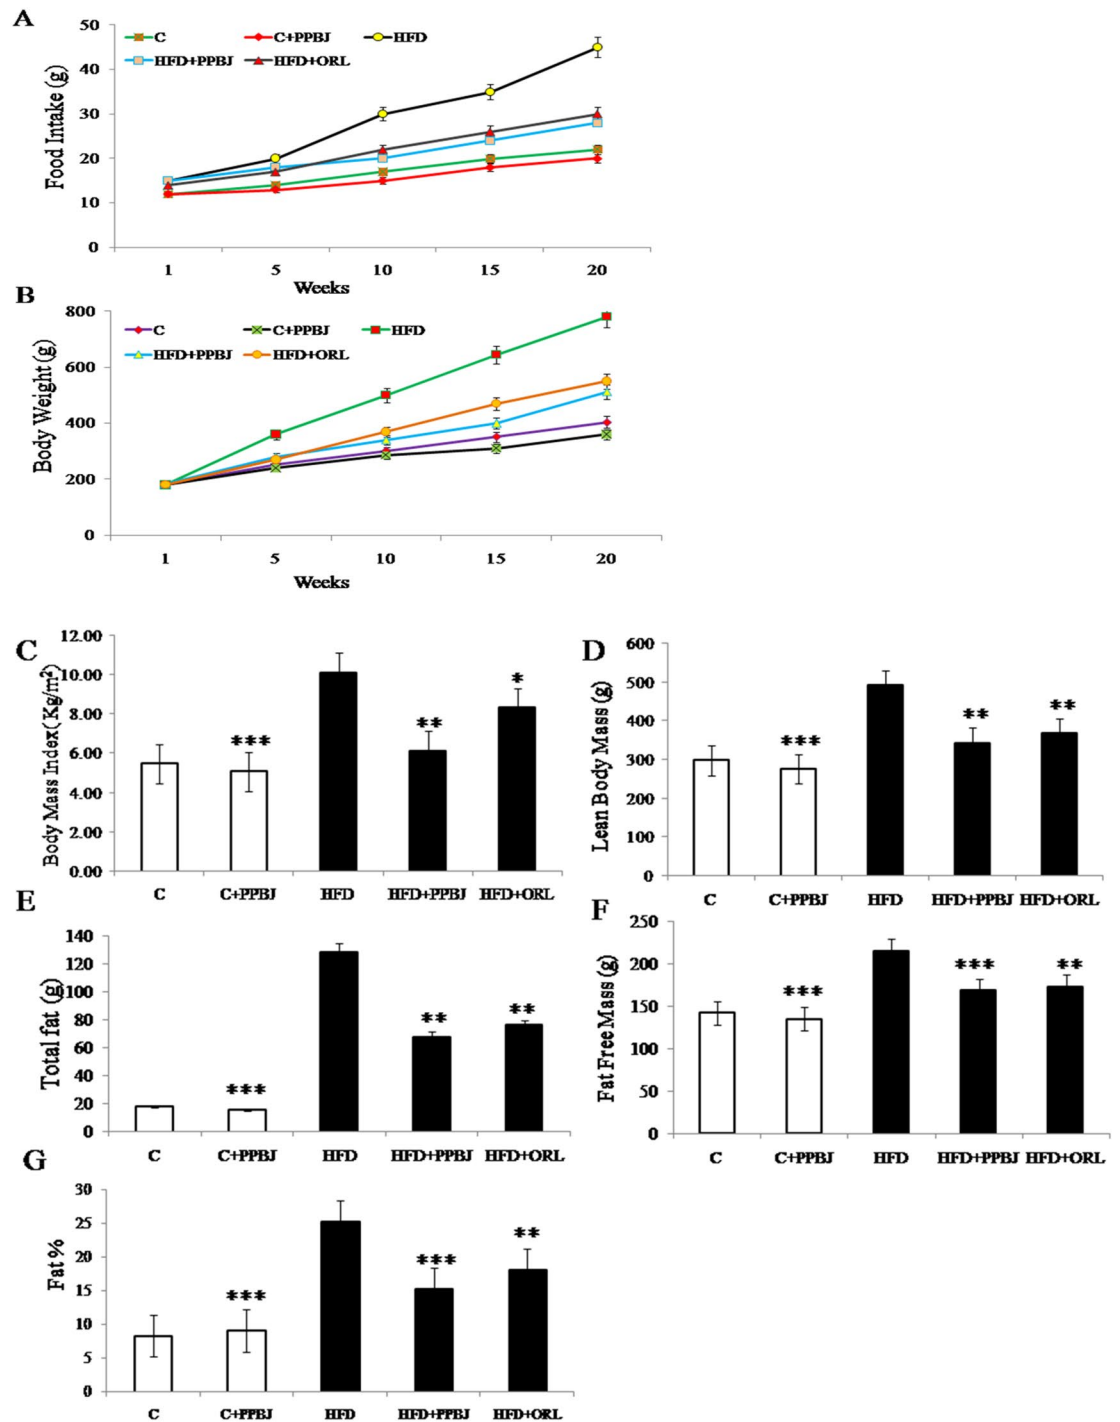 A
50
40
30
20
10
0
Food Intake (g)
C C+PPBJ HFD
HFD+PPBJ HFD+ORL
1 5 10 15 20
Weeks
B
800
600
400
200
0
Body Weight (g)
C C+PPBJ HFD
HFD+PPBJ HFD+ORL
1 5 10 15 20
Weeks
C
12.00
10.00
8.00
6.00
4.00
2.00
0.00
Body Mass Index( Kg/m²)
*** ** *
C C+PPBJ HFD HFD+PPBJ HFD+ORL
D
600
500
400
300
200
100
0
Lean Body Mass (g)
*** ** **
C C+PPBJ HFD HFD+PPBJ HFD+ORL
E
140
120
100
80
60
40
20
0
Total fat (g)
*** ** **
C C+PPBJ HFD HFD+PPBJ HFD+ORL
F
250
200
150
100
50
0
Fat Free Mass (g)
*** *** **
C C+PPBJ HFD HFD+PPBJ HFD+ORL
G
30
25
20
15
10
5
0
Fat %
*** *** **
C C+PPBJ HFD HFD+PPBJ HFD+ORL